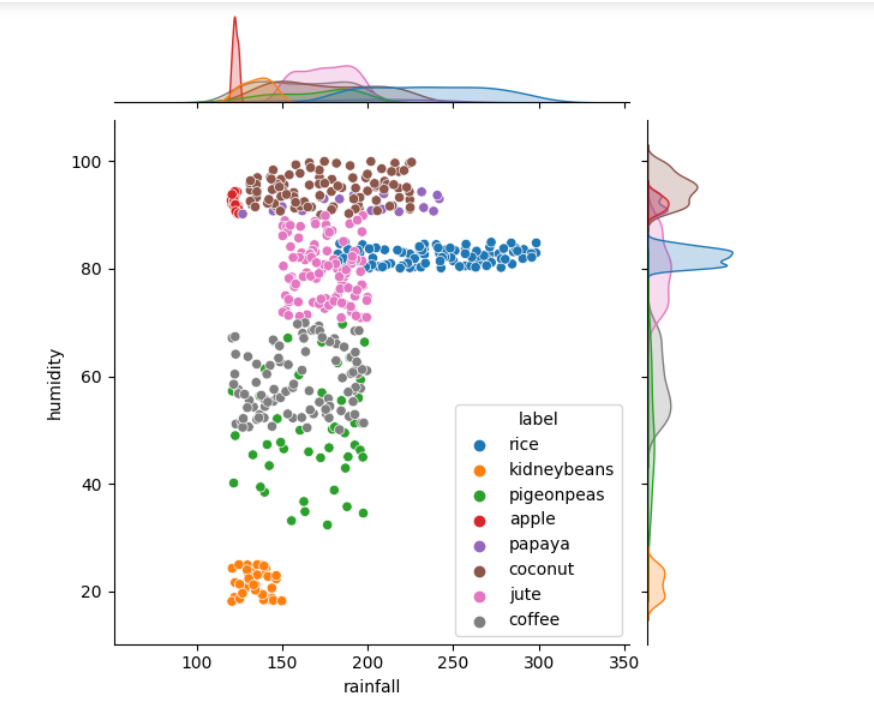 100
80
60
40
20
humidity
label
rice
kidneybeans
pigeonpeas
apple
papaya
coconut
jute
coffee
100 150 200 250 300 350
rainfall